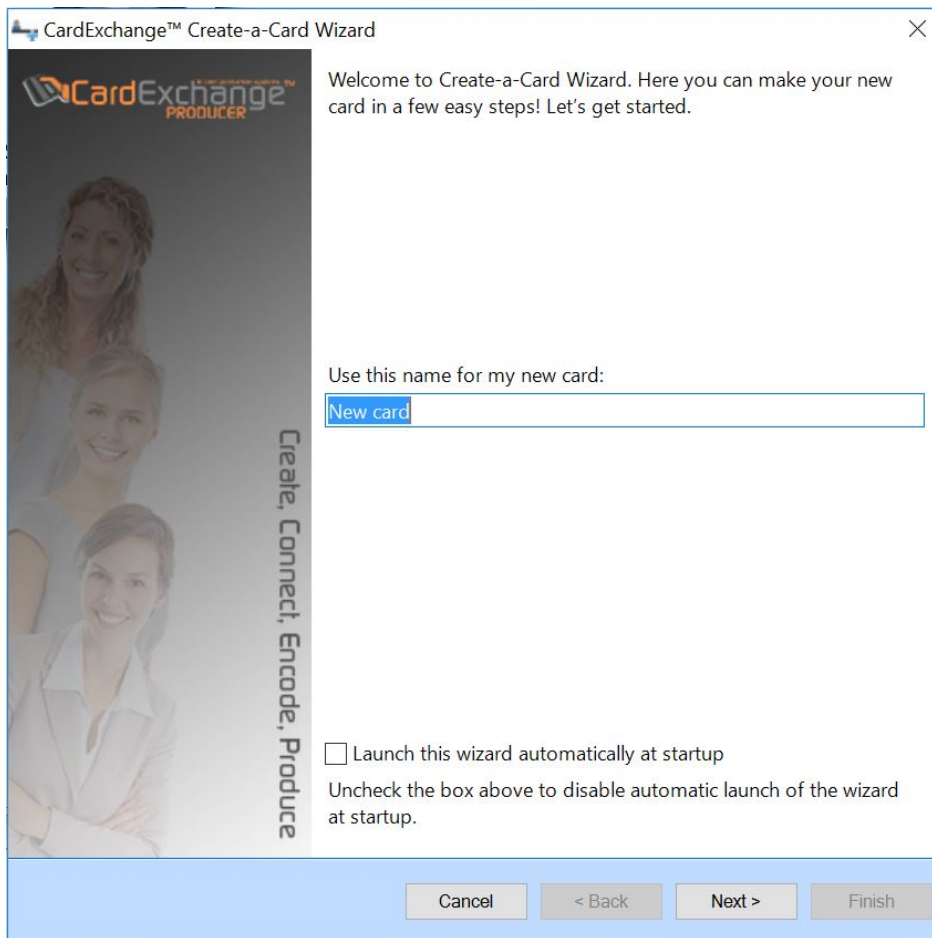 CardExchange™ Create-a-Card Wizard
CardExchange™
PRODUCER
Create, Connect, Encode, Produce
Welcome to Create-a-Card Wizard. Here you can make your new
card in a few easy steps! Let's get started.
Use this name for my new card:
New card
Launch this wizard automatically at startup
Uncheck the box above to disable automatic launch of the wizard
at startup.
Cancel
< Back
Next >
Finish